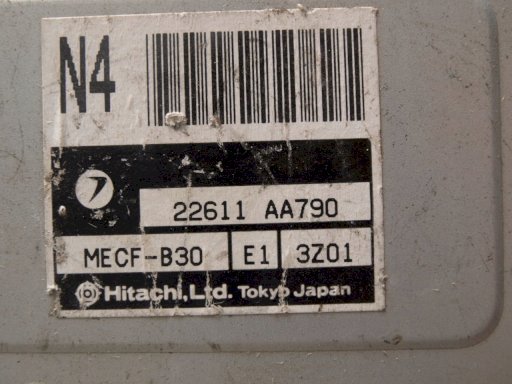 N4
22611 AA790
MECF-B30 E1 3Z01
Hitachi, Ltd. Tokyo Japan